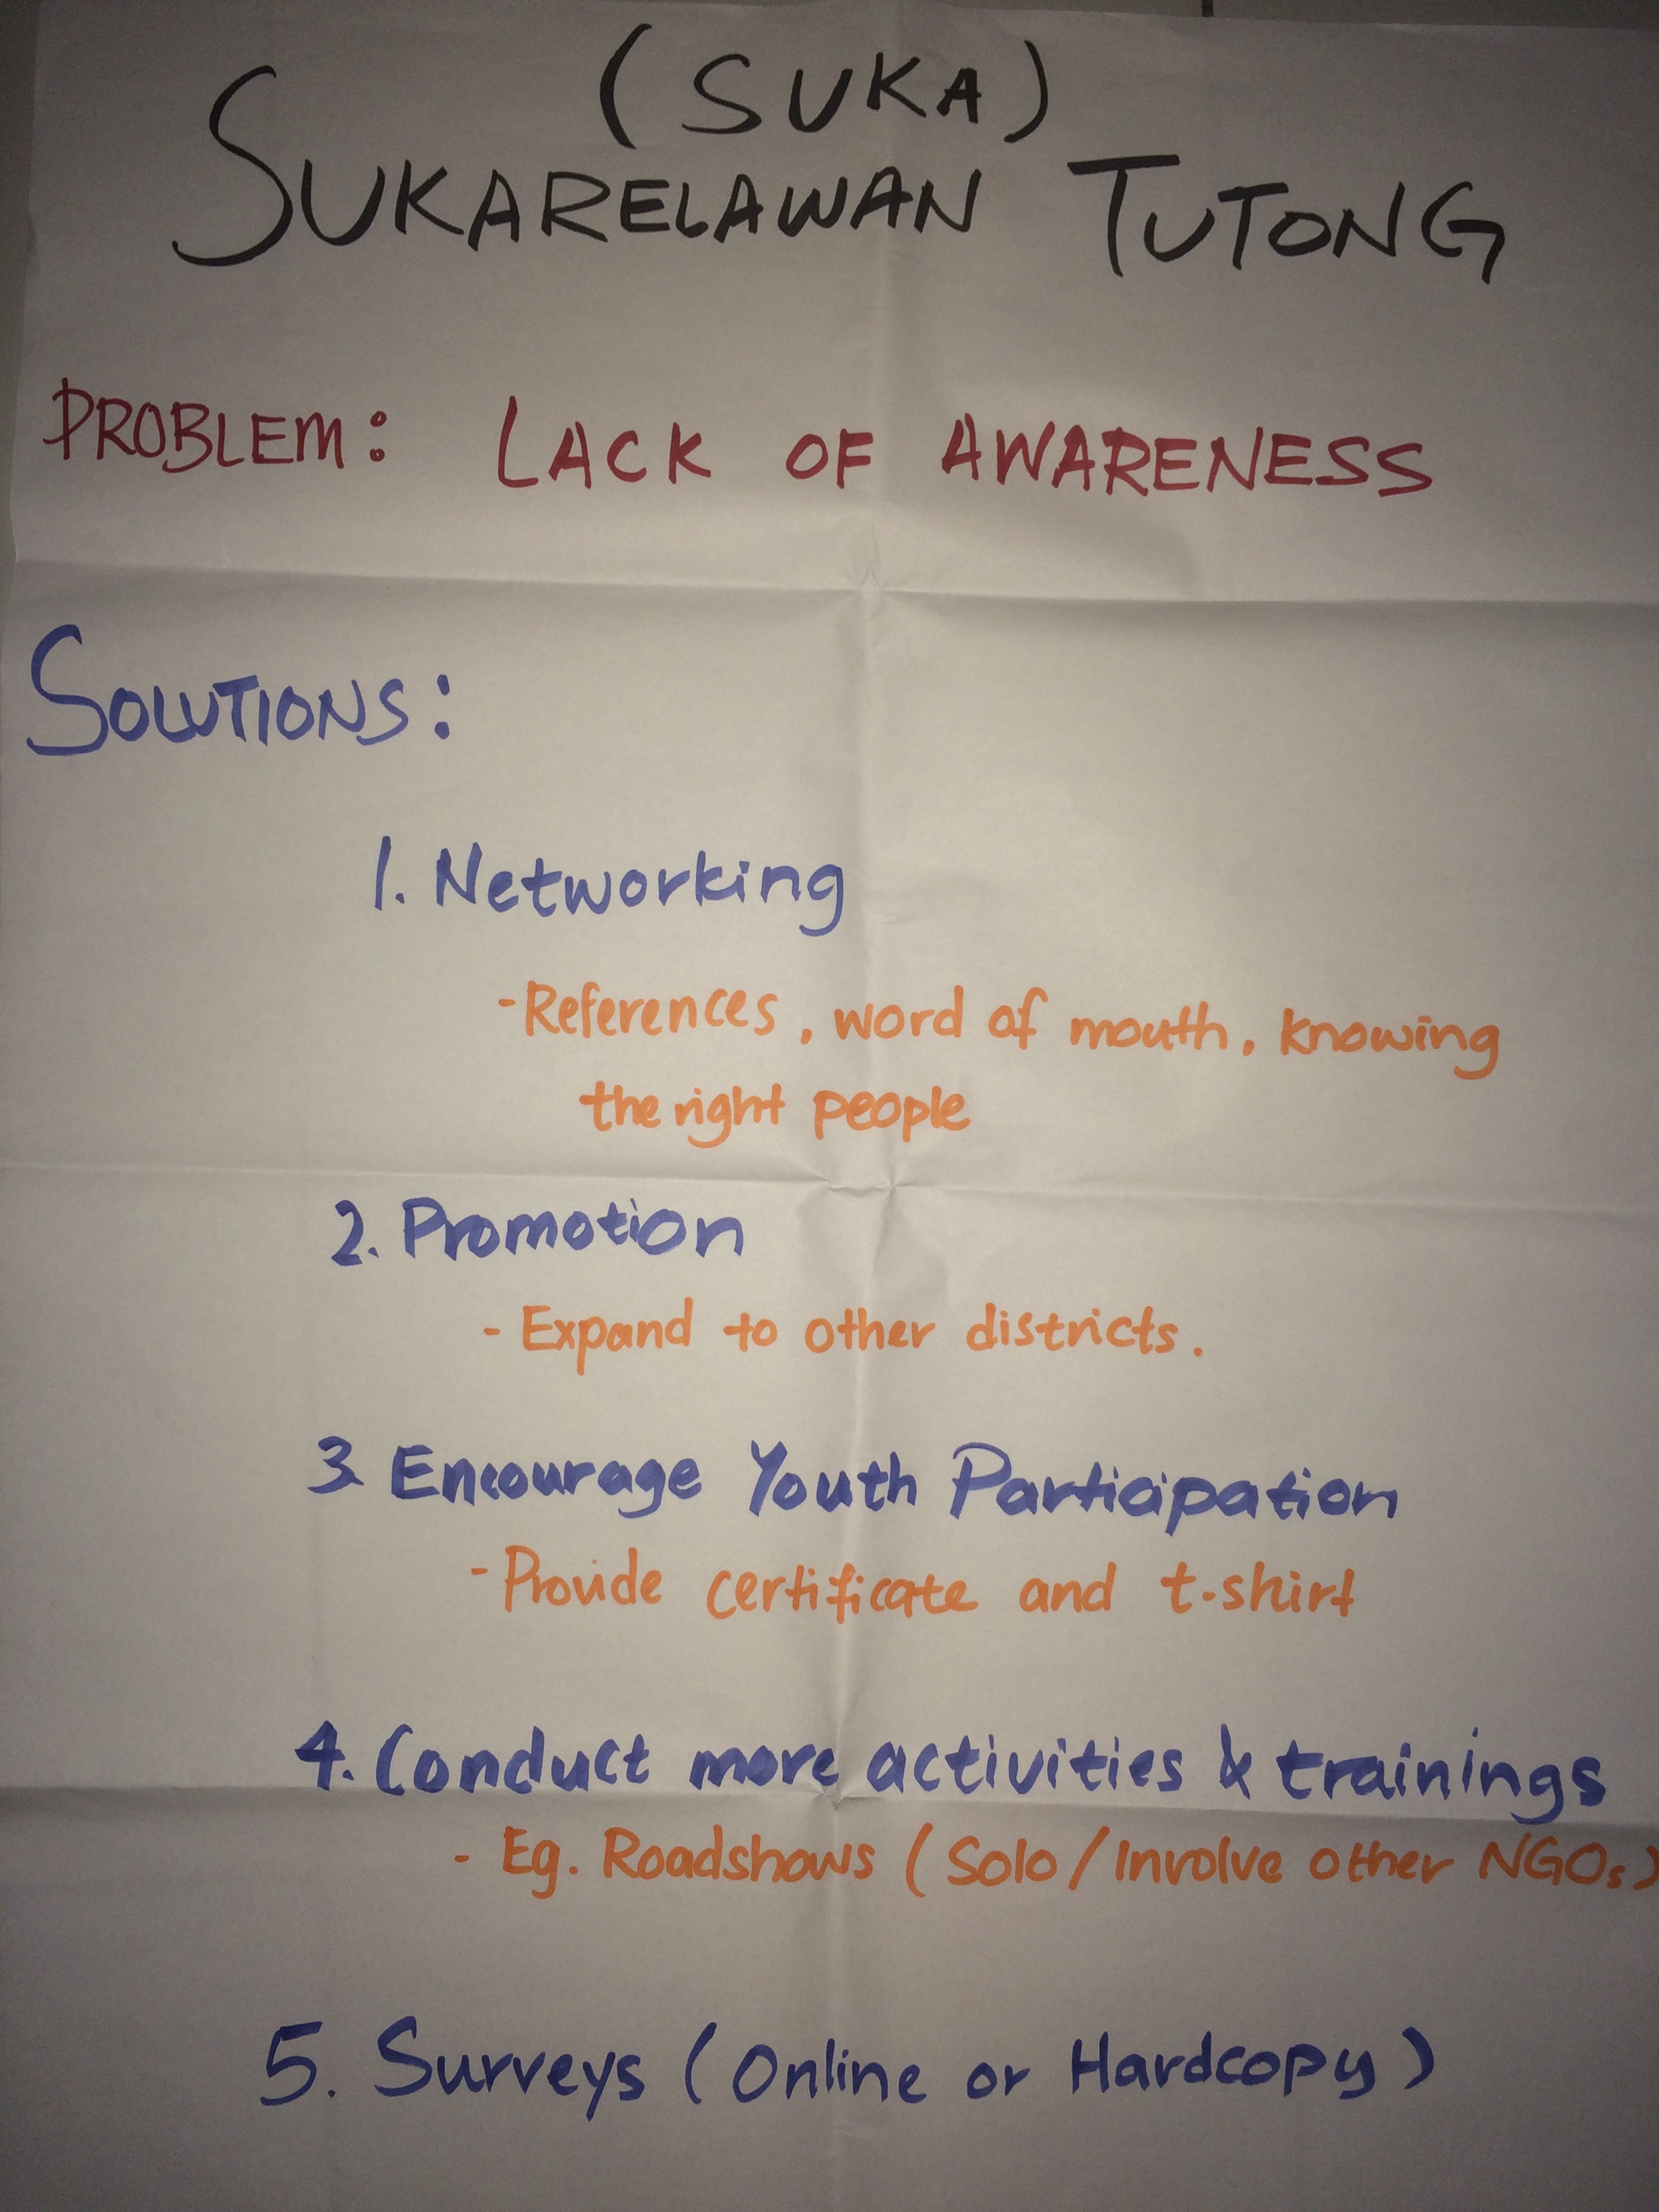 (SUKA)
SUKARELAWAN TUTONG
PROBLEM: LACK OF AWARENESS
SOLUTIONS:
1. Networking
- References, word of mouth, knowing
the right people
2. Promotion
- Expand to other districts.
3 Encourage Youth Participation
- Provide certificate and t-shirt
4. Conduct more activities & trainings
- Eg. Roadshows (Solo/Involve other NGOs)
5. Surveys (Online or Hardcopy)